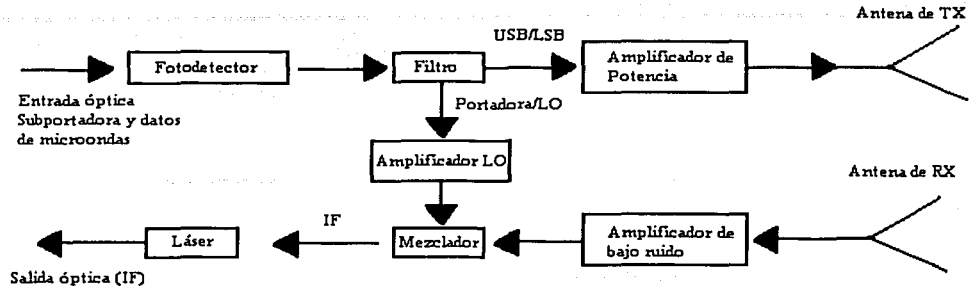 Antena de TX
USB/LSB
Fotodetector
Filtro
Amplificador de
Potencia
Entrada óptica
Subportadora y datos
de microondas
Portadora/LO
Amplificador LO
Antena de RX
IF
Láser
Mezclador
Amplificador de
bajo ruido
Salida óptica (IF)